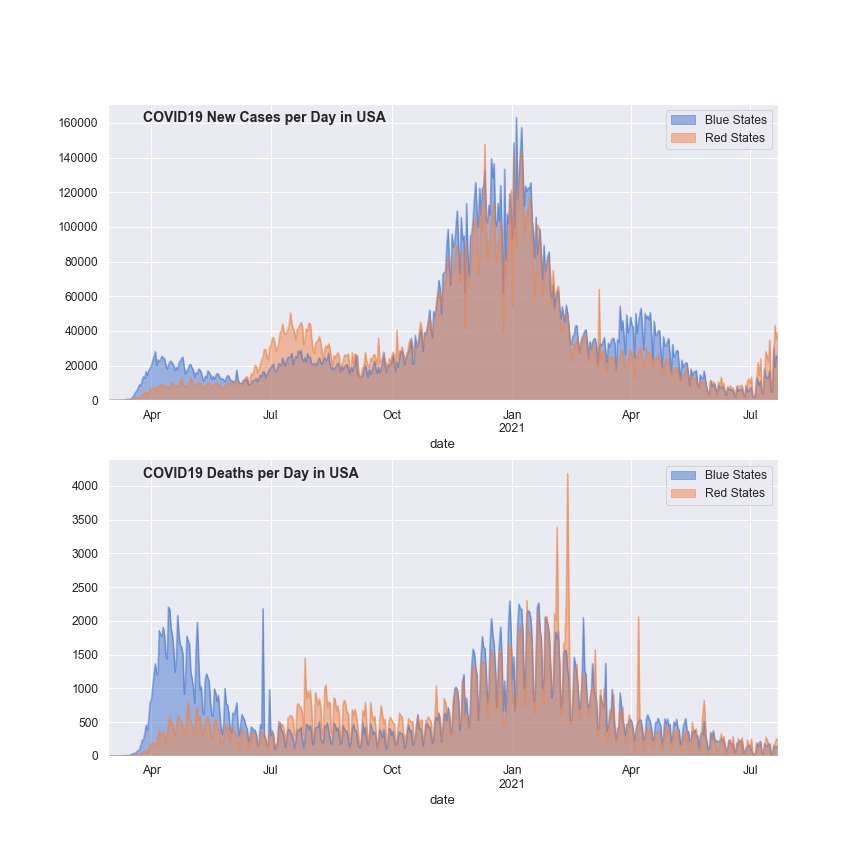 COVID19 New Cases per Day in USA
Blue States
Red States
160000
140000
120000
100000
80000
60000
40000
20000
0
Apr Jul Oct Jan Apr Jul
2021
date
COVID19 Deaths per Day in USA
Blue States
Red States
4000
3500
3000
2500
2000
1500
1000
500
0
Apr Jul Oct Jan Apr Jul
2021
date